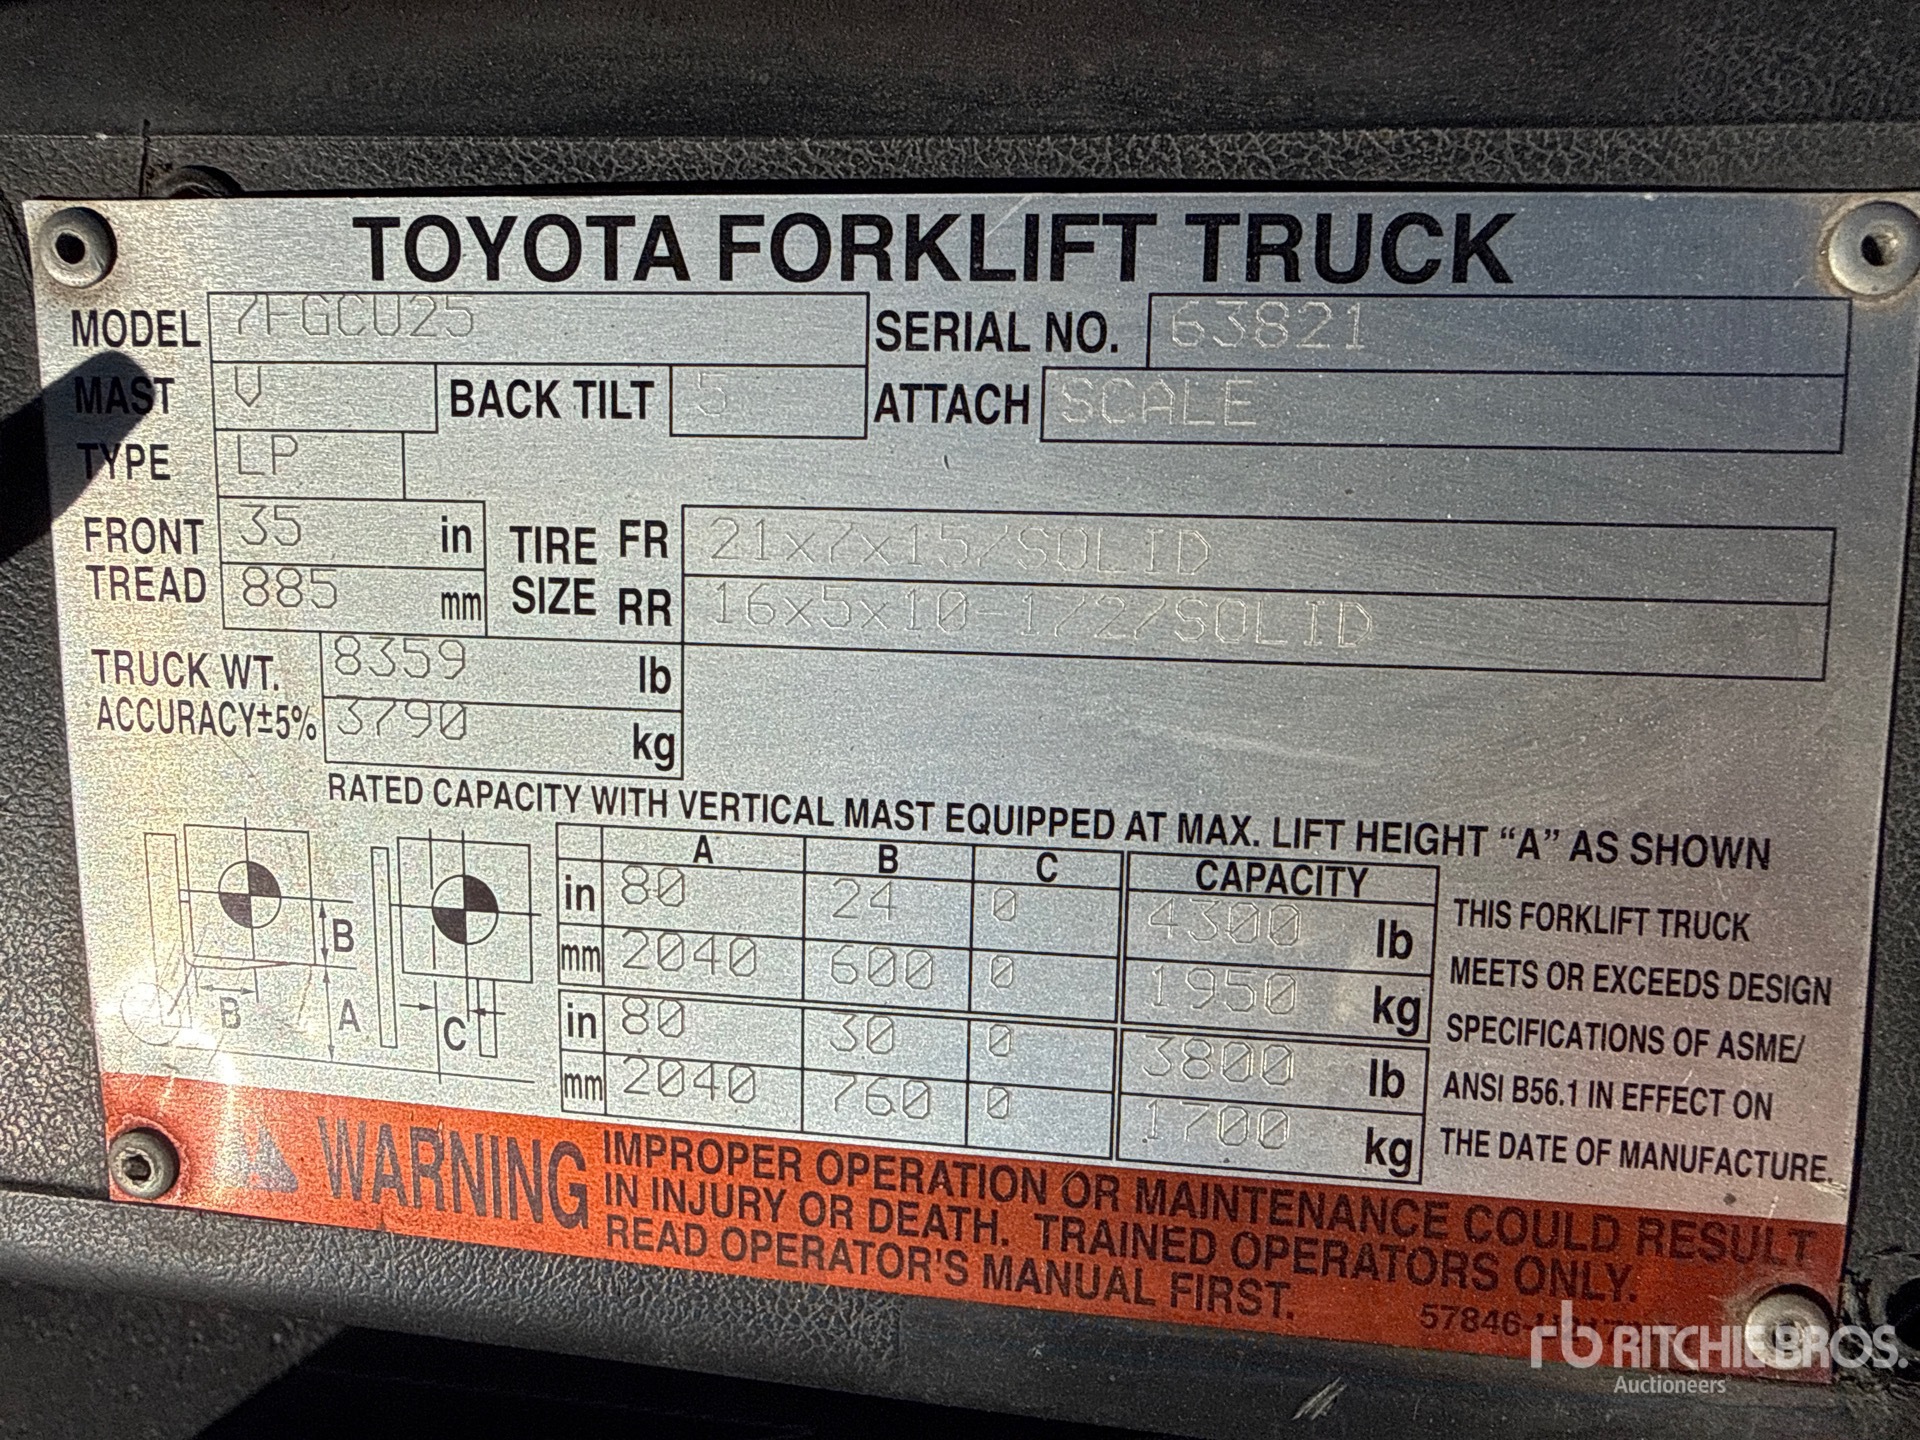 TOYOTA FORKLIFT TRUCK
MODEL 7FGCU25 SERIAL NO. 63821
MAST V BACK TILT 5 ATTACH SCALE
TYPE LP
FRONT TREAD 35 in TIRE SIZE FR 21x7x15/SOLID
885 mm RR 16x5x10-1/2/SOLID
TRUCK WT. 8359 lb
ACCURACY±5% 3790 kg
RATED CAPACITY WITH VERTICAL MAST EQUIPPED AT MAX. LIFT HEIGHT "A" AS SHOWN
A B C CAPACITY
in 80 24 0 4300 lb
mm 2040 600 0 1950 kg
in 80 30 0 3800 lb
mm 2040 760 0 1700 kg
B
B A C
THIS FORKLIFT TRUCK
MEETS OR EXCEEDS DESIGN
SPECIFICATIONS OF ASME/
ANSI B56.1 IN EFFECT ON
THE DATE OF MANUFACTURE.
WARNING
IMPROPER OPERATION OR MAINTENANCE COULD RESULT
IN INJURY OR DEATH. TRAINED OPERATORS ONLY.
READ OPERATOR'S MANUAL FIRST.
57846-
rb RITCHIE BROS.
Auctioneers